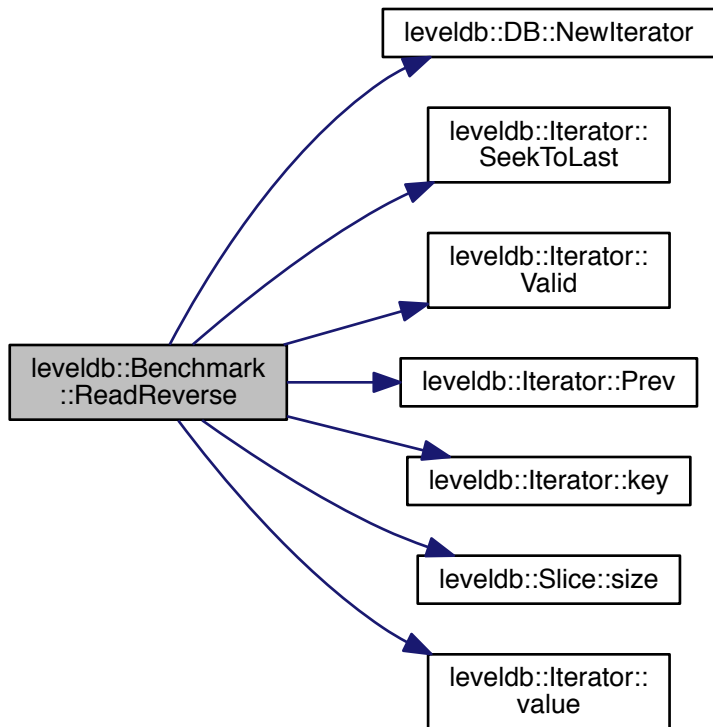 leveldb::DB::NewIterator
leveldb::Iterator::
SeekToLast
leveldb::Iterator::
Valid
leveldb::Benchmark
::ReadReverse
leveldb::Iterator::Prev
leveldb::Iterator::key
leveldb::Slice::size
leveldb::Iterator::
value